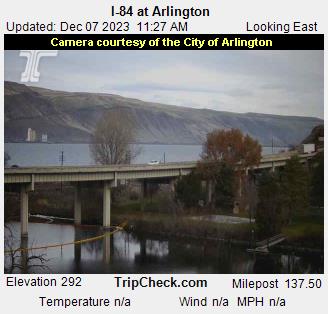 I-84 at Arlington
Updated: Dec 07 2023 11:27 AM Looking East
Camera courtesy of the City of Arlington
Elevation 292 TripCheck.com Milepost 137.50
Temperature n/a Wind n/a MPH n/a